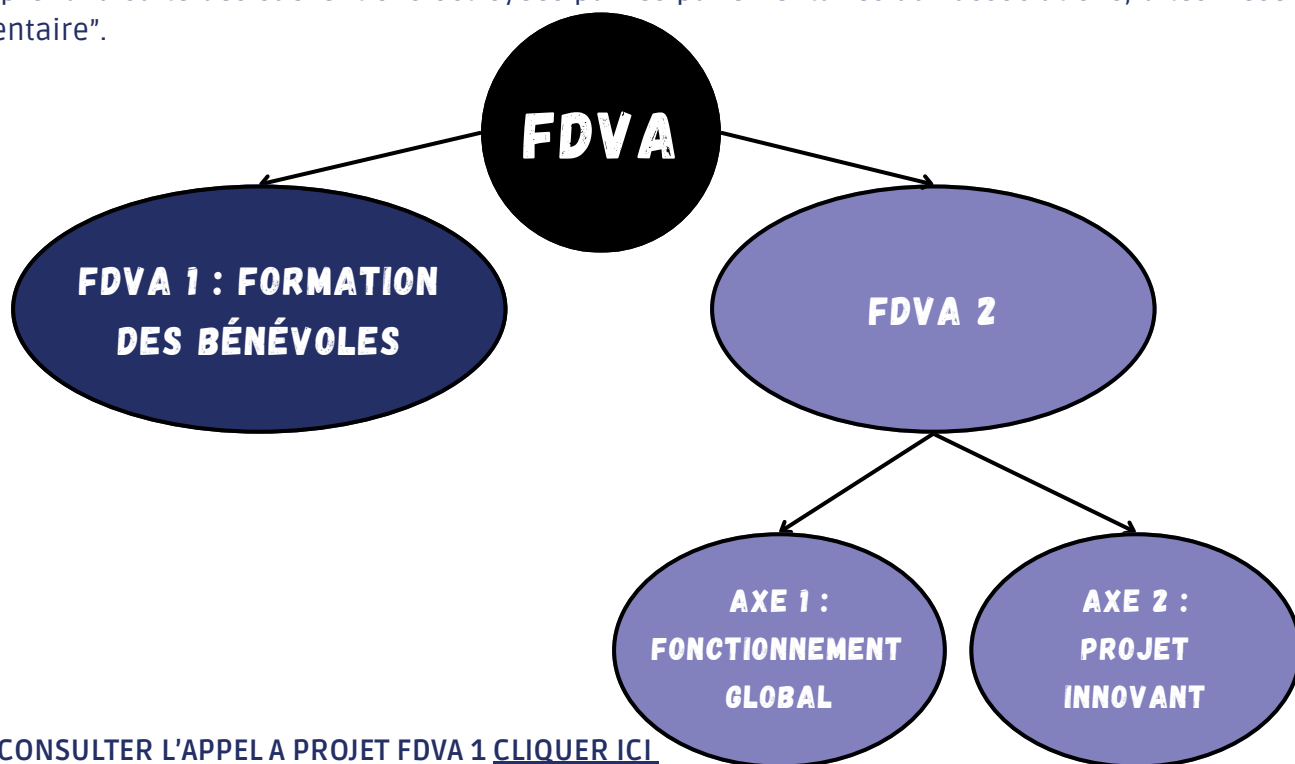 entaire”.
FDVA
FDVA 1 : FORMATION
DES BÉNÉVOLES
FDVA 2
AXE 1 :
FONCTIONNEMENT
GLOBAL
AXE 2 :
PROJET
INNOVANT
CONSULTER L’APPEL A PROJET FDVA 1 CLIQUER ICI